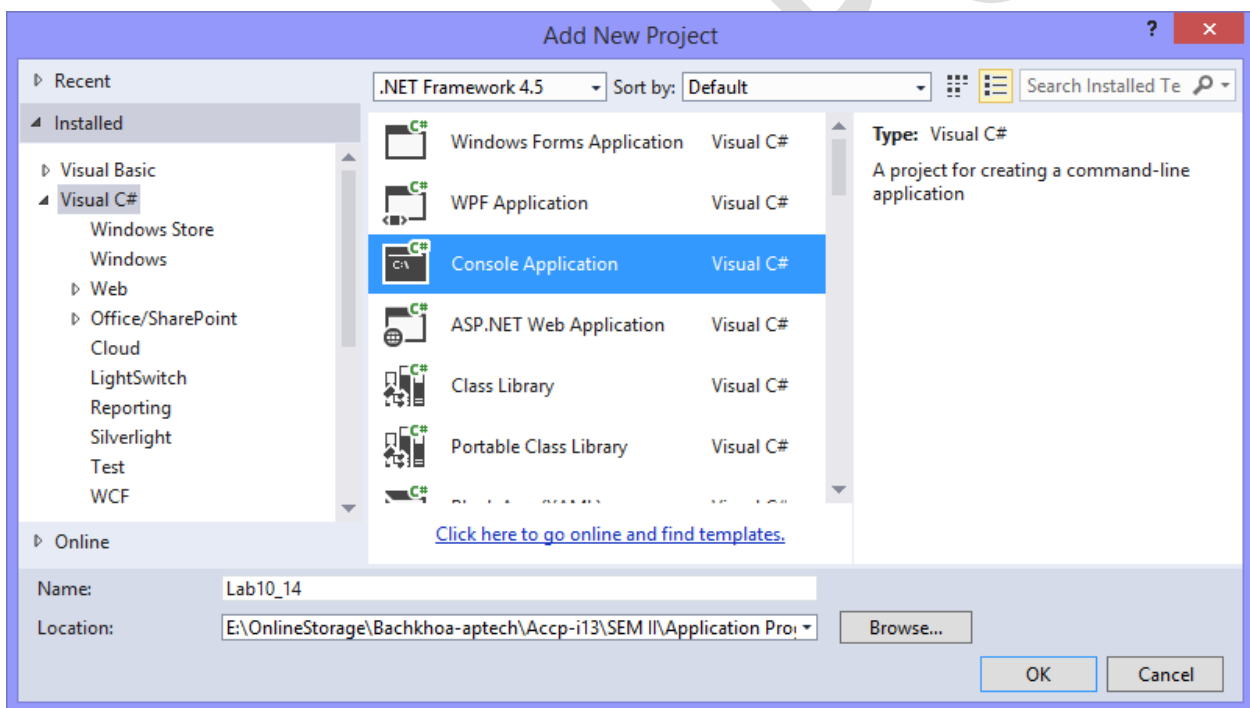 Add New Project
?
×
Recent
.NET Framework 4.5
Sort by:
Default
Search Installed Te
Installed
Visual Basic
Visual C#
Windows Store
Windows
Web
Office/SharePoint
Cloud
LightSwitch
Reporting
Silverlight
Test
WCF
Online
C# Windows Forms Application Visual C#
C# WPF Application Visual C#
C# C:\ Console Application Visual C#
C# ASP.NET Web Application Visual C#
C# Class Library Visual C#
C# Portable Class Library Visual C#
C#
Click here to go online and find templates.
Type: Visual C#
A project for creating a command-line
application
Name: Lab10_14
Location: E:\OnlineStorage\Bachkhoa-aptech\Accp-i13\SEM II\Application
Browse...
OK Cancel